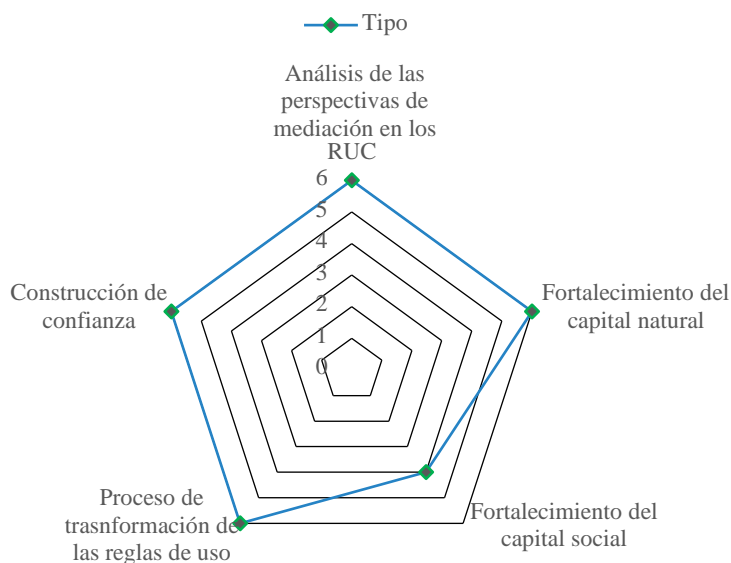 Tipo
Análisis de las
perspectivas de
mediación en los
RUC
6
5
4
3
2
1
0
Fortalecimiento del
capital natural
Fortalecimiento del
capital social
Proceso de
trasnformación de
las reglas de uso
Construcción de
confianza